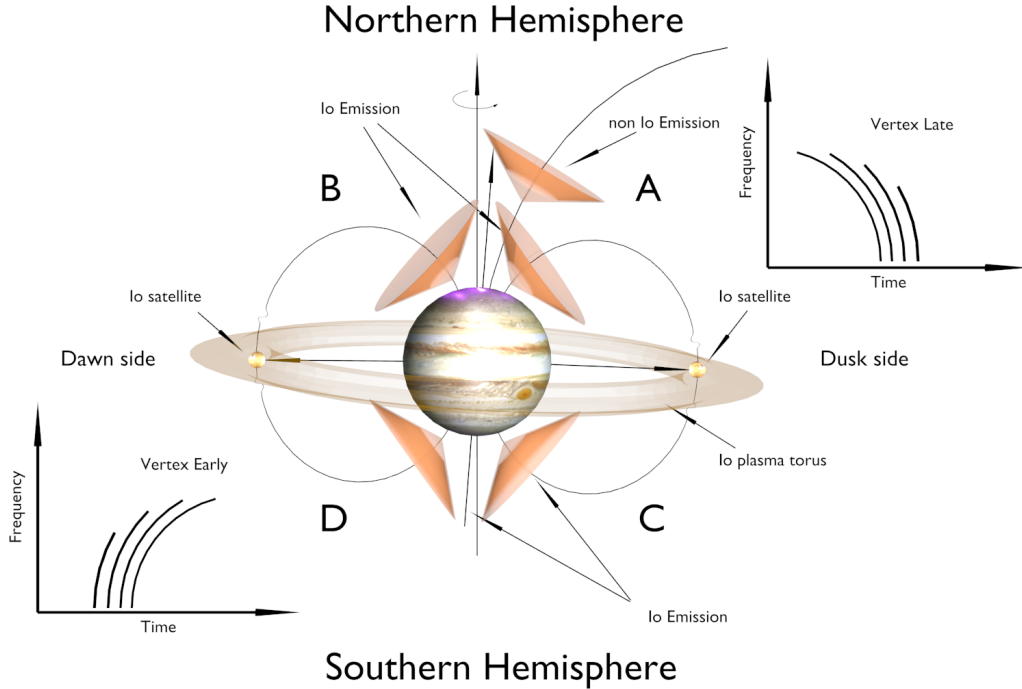 Northern Hemisphere
Io Emission
non Io Emission
Vertex Late
Frequency
Time
B
A
Io satellite
Io satellite
Dawn side
Dusk side
Io plasma torus
Vertex Early
Frequency
Time
D
C
Io Emission
Southern Hemisphere